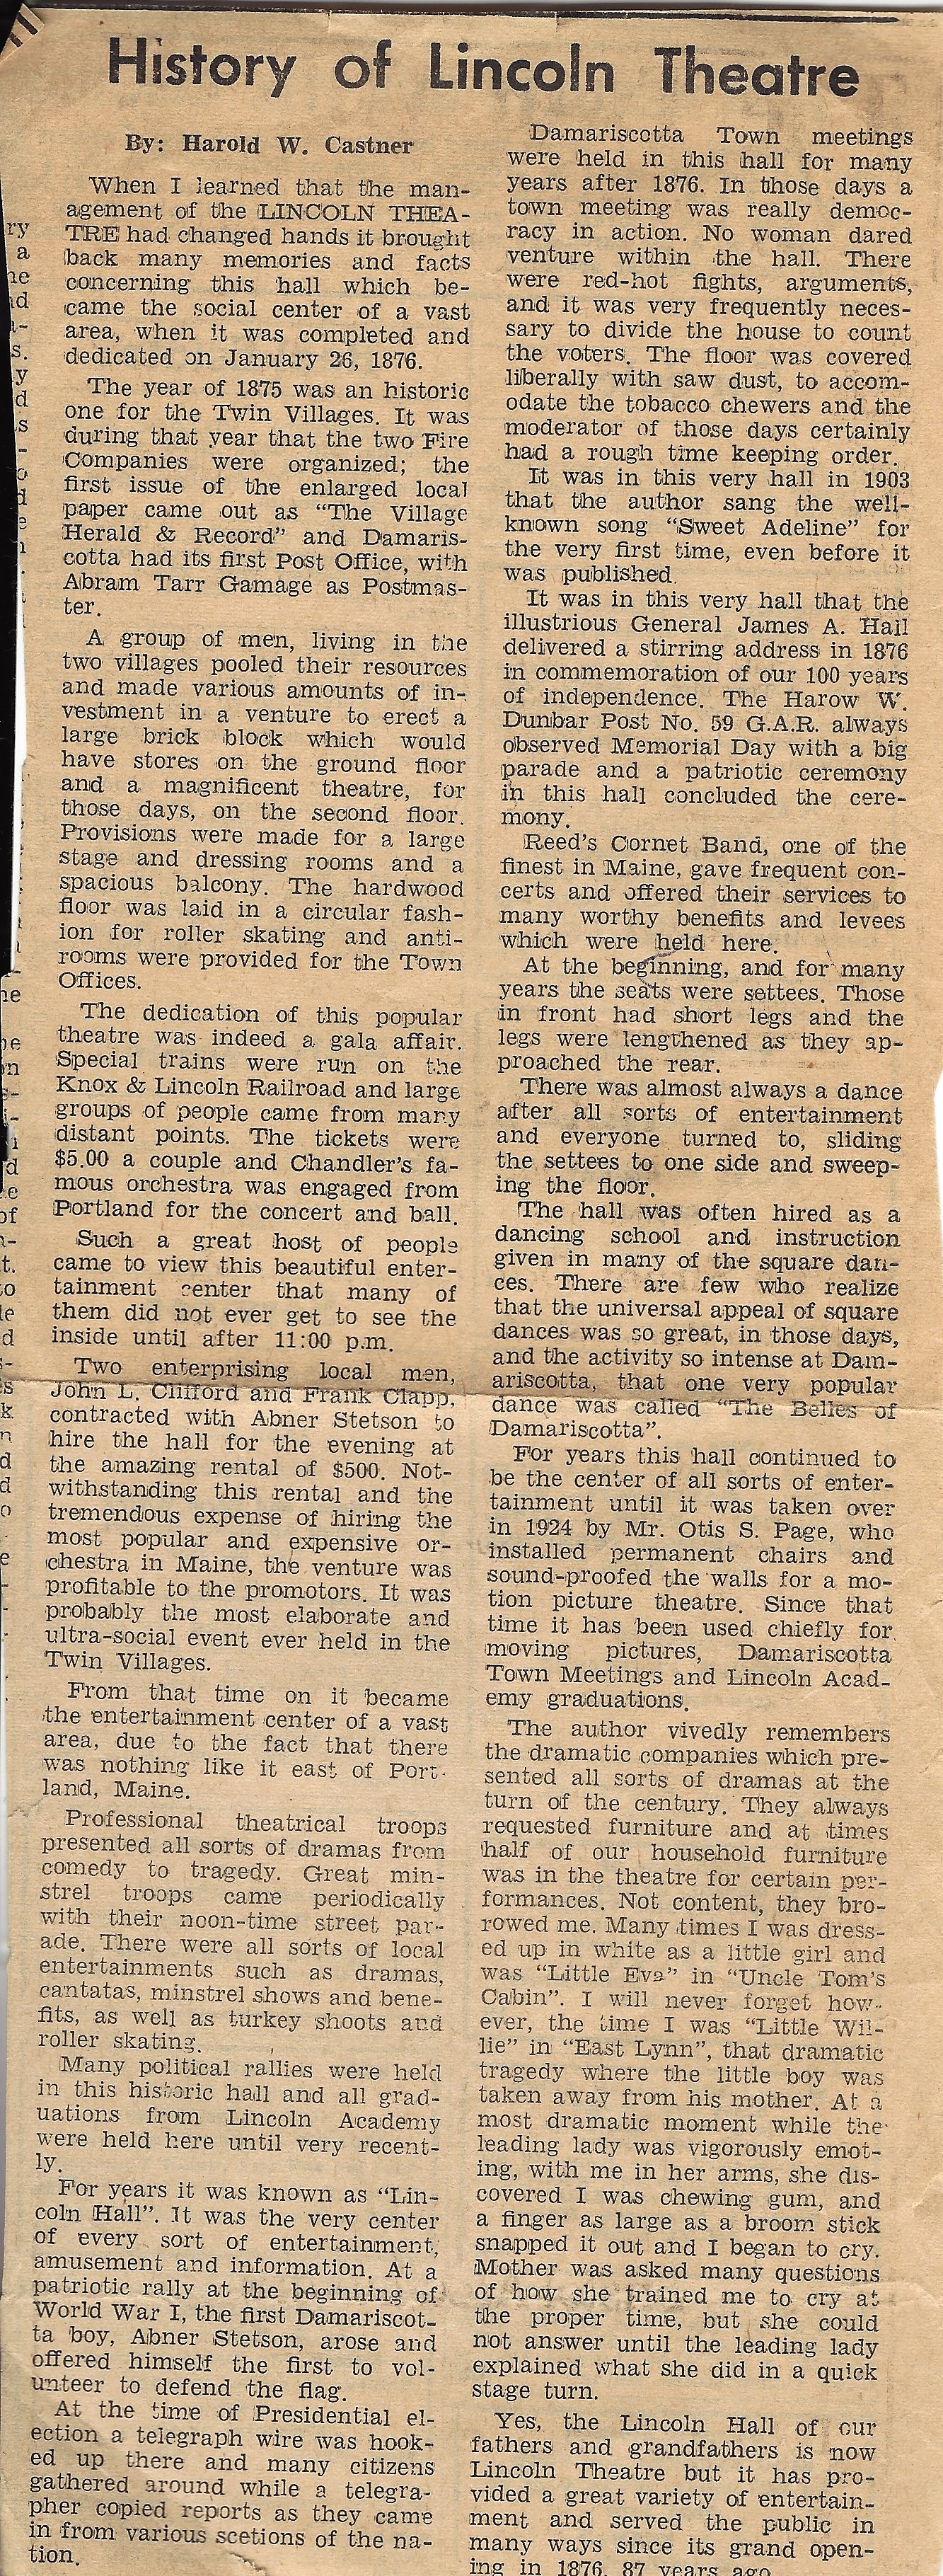 History of Lincoln Theatre
By: Harold W. Castner
When I learned that the man-
agement of the LINCOLN THEA-
TRE had changed hands it brought
back many memories and facts
concerning this hall which be-
came the social center of a vast
area, when it was completed and
dedicated on January 26, 1876.
The year of 1875 was an historic
one for the Twin Villages. It was
during that year that the two Fire
Companies were organized; the
first issue of the enlarged local
paper came out as "The Village
Herald & Record" and Damaris-
cotta had its first Post Office, with
Abram Tarr Gamage as Postmas-
ter.
A group of men, living in the
two villages pooled their resources
and made various amounts of in-
vestment in a venture to erect a
large brick block which would
have stores on the ground floor
and a magnificent theatre, for
those days, on the second floor.
Provisions were made for a large
stage and dressing rooms and a
spacious balcony. The hardwood
floor was laid in a circular fash-
ion for roller skating and anti-
rooms were provided for the Town
Offices.
The dedication of this popular
theatre was indeed a gala affair.
Special trains were run on the
Knox & Lincoln Railroad and large
groups of people came from many
distant points. The tickets were
$5.00 a couple and Chandler's fa-
mous orchestra was engaged from
Portland for the concert and ball.
Such a great host of people
came to view this beautiful enter-
tainment center that many of
them did not ever get to see the
inside until after 11:00 p.m.
Two enterprising local men,
John L. Clifford and Frank Clapp,
contracted with Abner Stetson to
hire the hall for the evening at
the amazing rental of $500. Not-
withstanding this rental and the
tremendous expense of hiring the
most popular and expensive or-
chestra in Maine, the venture was
profitable to the promotors. It was
probably the most elaborate and
ultra-social event ever held in the
Twin Villages.
From that time on it became
the entertainment center of a vast
area, due to the fact that there
was nothing like it east of Port-
land, Maine.
Professional theatrical troops
presented all sorts of dramas from
comedy to tragedy. Great min-
strel troops came periodically
with their noon-time street par-
ade. There were all sorts of local
entertainments such as dramas,
cantatas, minstrel shows and bene-
fits, as well as turkey shoots and
roller skating.
Many political rallies were held
in this historic hall and all grad-
uations from Lincoln Academy
were held here until very recent-
ly.
For years it was known as "Lin-
coln Hall". It was the very center
of every sort of entertainment,
amusement and information. At a
patriotic rally at the beginning of
World War I, the first Damariscot-
ta boy, Abner Stetson, arose and
offered himself the first to vol-
unteer to defend the flag.
At the time of Presidential el-
ection a telegraph wire was hook-
ed up there and many citizens
gathered around while a telegra-
pher copied reports as they came
in from various scetions of the na-
tion.
Damariscotta Town meetings
were held in this hall for many
years after 1876. In those days a
town meeting was really democ-
racy in action. No woman dared
venture within the hall. There
were red-hot fights, arguments,
and it was very frequently neces-
sary to divide the house to count
the voters. The floor was covered
liberally with saw dust, to accom-
odate the tobacco chewers and the
moderator of those days certainly
had a rough time keeping order.
It was in this very hall in 1903
that the author sang the well-
known song "Sweet Adeline" for
the very first time, even before it
was published.
It was in this very hall that the
illustrious General James A. Hall
delivered a stirring address in 1876
in commemoration of our 100 years
of independence. The Harow W.
Dunbar Post No. 59 G.A.R. always
observed Memorial Day with a big
parade and a patriotic ceremony
in this hall concluded the cere-
mony.
Reed's Cornet Band, one of the
finest in Maine, gave frequent con-
certs and offered their services to
many worthy benefits and levees
which were held here.
At the beginning, and for many
years the seats were settees. Those
in front had short legs and the
legs were lengthened as they ap-
proached the rear.
There was almost always a dance
after all sorts of entertainment
and everyone turned to, sliding
the settees to one side and sweep-
ing the floor.
The hall was often hired as a
dancing school and instruction
given in many of the square dan-
ces. There are few who realize
that the universal appeal of square
dances was so great, in those days,
and the activity so intense at Dam-
ariscotta, that one very popular
dance was called "The Belles of
Damariscotta".
For years this hall continued to
be the center of all sorts of enter-
tainment until it was taken over
in 1924 by Mr. Otis S. Page, who
installed permanent chairs and
sound-proofed the walls for a mo-
tion picture theatre. Since that
time it has been used chiefly for
moving pictures, Damariscotta
Town Meetings and Lincoln Acad-
emy graduations.
The author vivedly remembers
the dramatic companies which pre-
sented all sorts of dramas at the
turn of the century. They always
requested furniture and at times
half of our household furniture
was in the theatre for certain per-
formances. Not content, they bro-
rowed me. Many times I was dress-
ed up in white as a little girl and
was "Little Eva" in "Uncle Tom's
Cabin". I will never forget how-
ever, the time I was "Little Wil-
lie" in "East Lynn", that dramatic
tragedy where the little boy was
taken away from his mother. At a
most dramatic moment while the
leading lady was vigorously emot-
ing, with me in her arms, she dis-
covered I was chewing gum, and
a finger as large as a broom stick
snapped it out and I began to cry.
Mother was asked many questions
of how she trained me to cry at
the proper time, but she could
not answer until the leading lady
explained what she did in a quick
stage turn.
Yes, the Lincoln Hall of our
fathers and grandfathers is now
Lincoln Theatre but it has pro-
vided a great variety of entertain-
ment and served the public in
many ways since its grand open-
ing in 1876, 87 years ago.